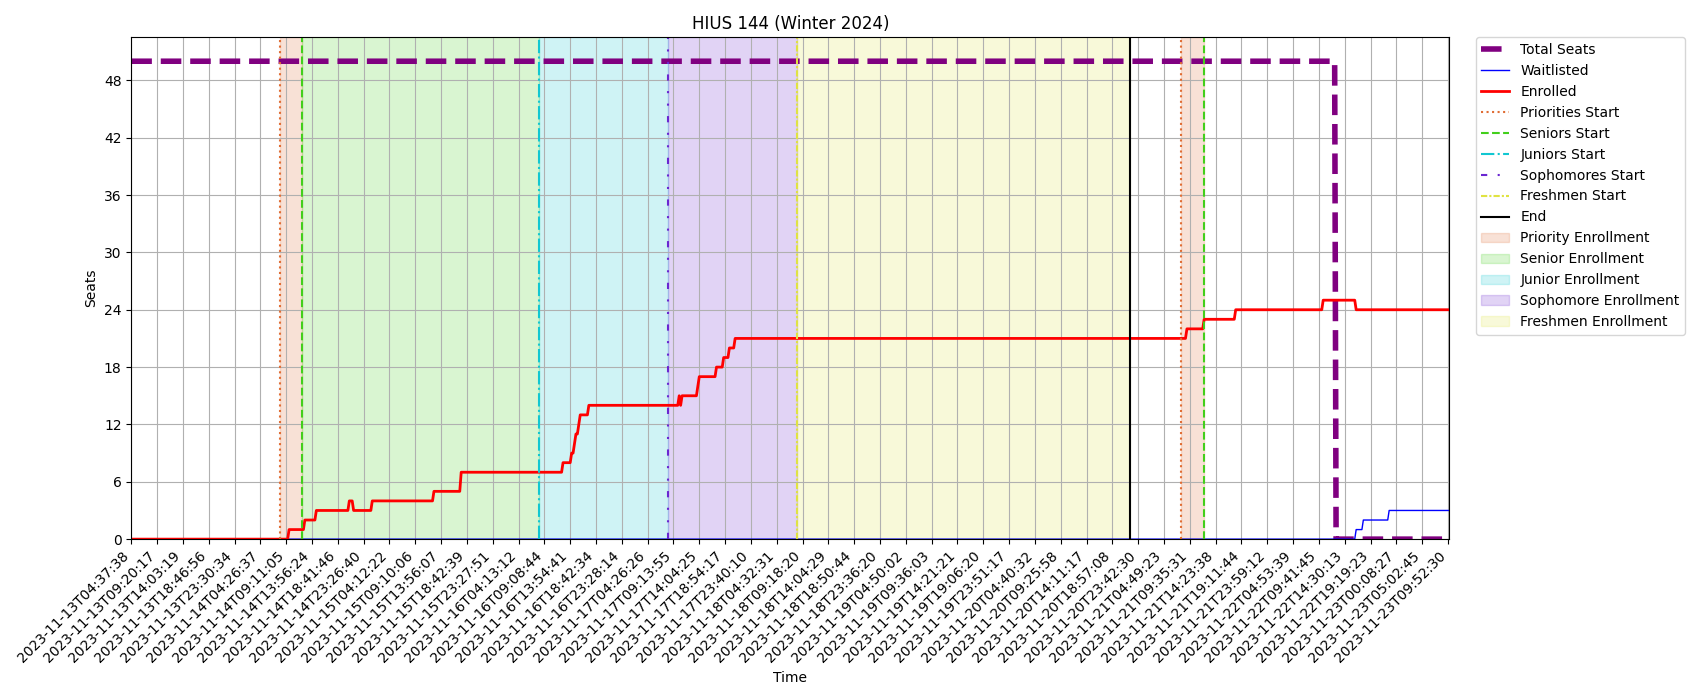 HIUS 144 (Winter 2024)
Seats
48
42
36
30
24
18
12
6
0
2023-11-13T04:37:38
2023-11-13T09:20:17
2023-11-13T14:03:19
2023-11-13T18:46:56
2023-11-13T23:30:34
2023-11-14T04:26:37
2023-11-14T09:11:05
2023-11-14T13:56:24
2023-11-14T18:41:46
2023-11-14T23:26:40
2023-11-15T04:12:22
2023-11-15T09:10:06
2023-11-15T13:56:07
2023-11-15T18:42:39
2023-11-15T23:27:51
2023-11-16T04:13:12
2023-11-16T09:08:44
2023-11-16T13:54:41
2023-11-16T18:42:34
2023-11-16T23:28:14
2023-11-17T04:26:26
2023-11-17T09:13:55
2023-11-17T14:04:25
2023-11-17T18:54:17
2023-11-17T23:40:10
2023-11-18T04:32:31
2023-11-18T09:18:20
2023-11-18T14:04:29
2023-11-18T18:50:44
2023-11-18T23:36:20
2023-11-19T04:50:02
2023-11-19T09:36:03
2023-11-19T14:21:21
2023-11-19T19:06:20
2023-11-19T23:51:17
2023-11-20T04:40:32
2023-11-20T09:25:58
2023-11-20T14:11:17
2023-11-20T18:57:08
2023-11-20T23:42:30
2023-11-21T04:49:23
2023-11-21T09:35:31
2023-11-21T14:23:38
2023-11-21T19:11:44
2023-11-21T23:59:12
2023-11-22T04:53:39
2023-11-22T09:41:45
2023-11-22T14:30:13
2023-11-22T19:19:23
2023-11-23T00:08:27
2023-11-23T05:02:45
2023-11-23T09:52:30
Time
Total Seats
Waitlisted
Enrolled
Priorities Start
Seniors Start
Juniors Start
Sophomores Start
Freshmen Start
End
Priority Enrollment
Senior Enrollment
Junior Enrollment
Sophomore Enrollment
Freshmen Enrollment